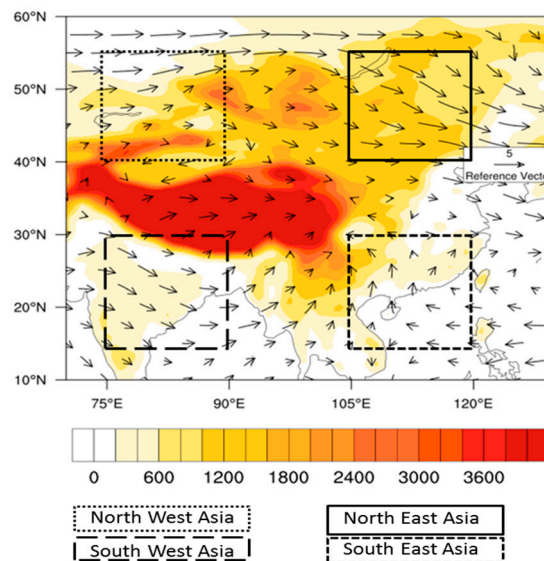 60°N
50°N
40°N
5
Reference Vecto
30°N
20°N
10°N
75°E 90°E 105°E 120°E
0 600 1200 1800 2400 3000 3600
North West Asia North East Asia
South West Asia South East Asia